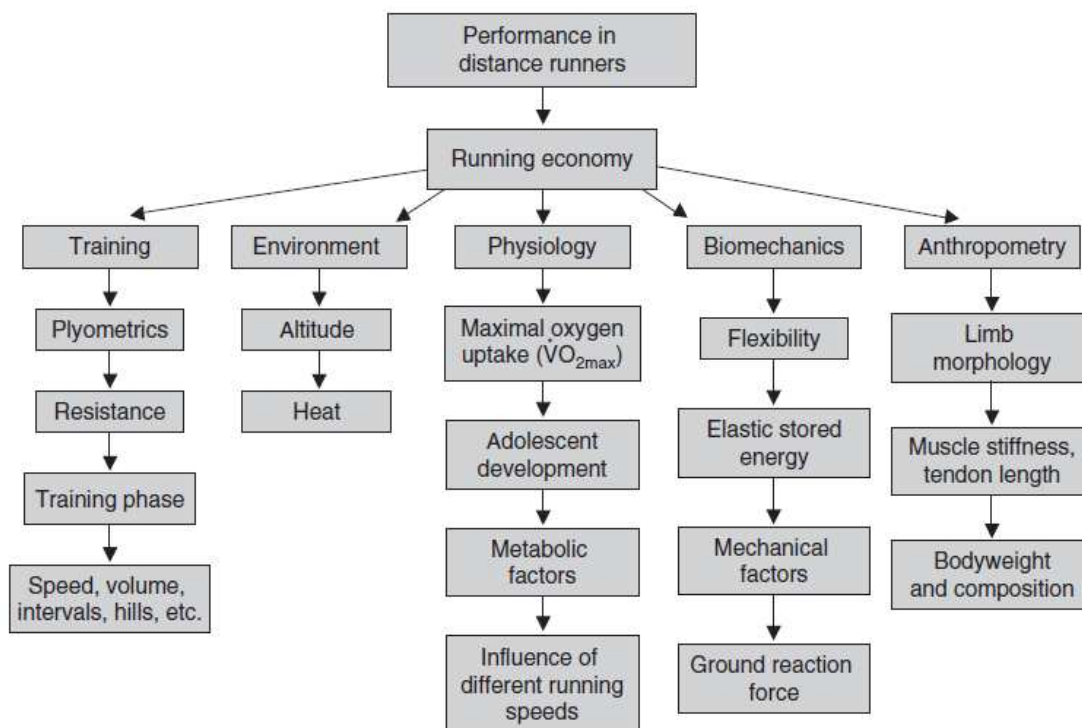 Performance in
distance runners
Running economy
Training
Environment
Physiology
Biomechanics
Anthropometry
Plyometrics
Altitude
Maximal oxygen
uptake (V̇O2max)
Flexibility
Limb
morphology
Resistance
Heat
Adolescent
development
Elastic stored
energy
Muscle stiffness,
tendon length
Training phase
Metabolic
factors
Mechanical
factors
Bodyweight
and composition
Speed, volume,
intervals, hills, etc.
Influence of
different running
speeds
Ground reaction
force